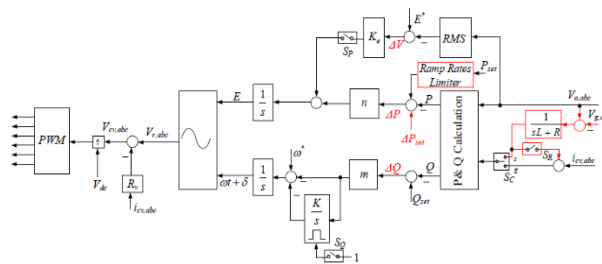 E*
S_P
K_e
ΔV
RMS
Ramp Rates
Limiter
P_set
V_o,abc
E
1/s
n
P
ΔP
ΔP_set
P& Q Calculation
1/(sL + R)
PWM
V_cv,abc
V_r,abc
V_dc
R_v
i_cv,abc
ωt + δ
1/s
ω*
m
ΔQ
Q
Q_set
S_C
S_R
i_cv,abc
K/s
S_Q
1